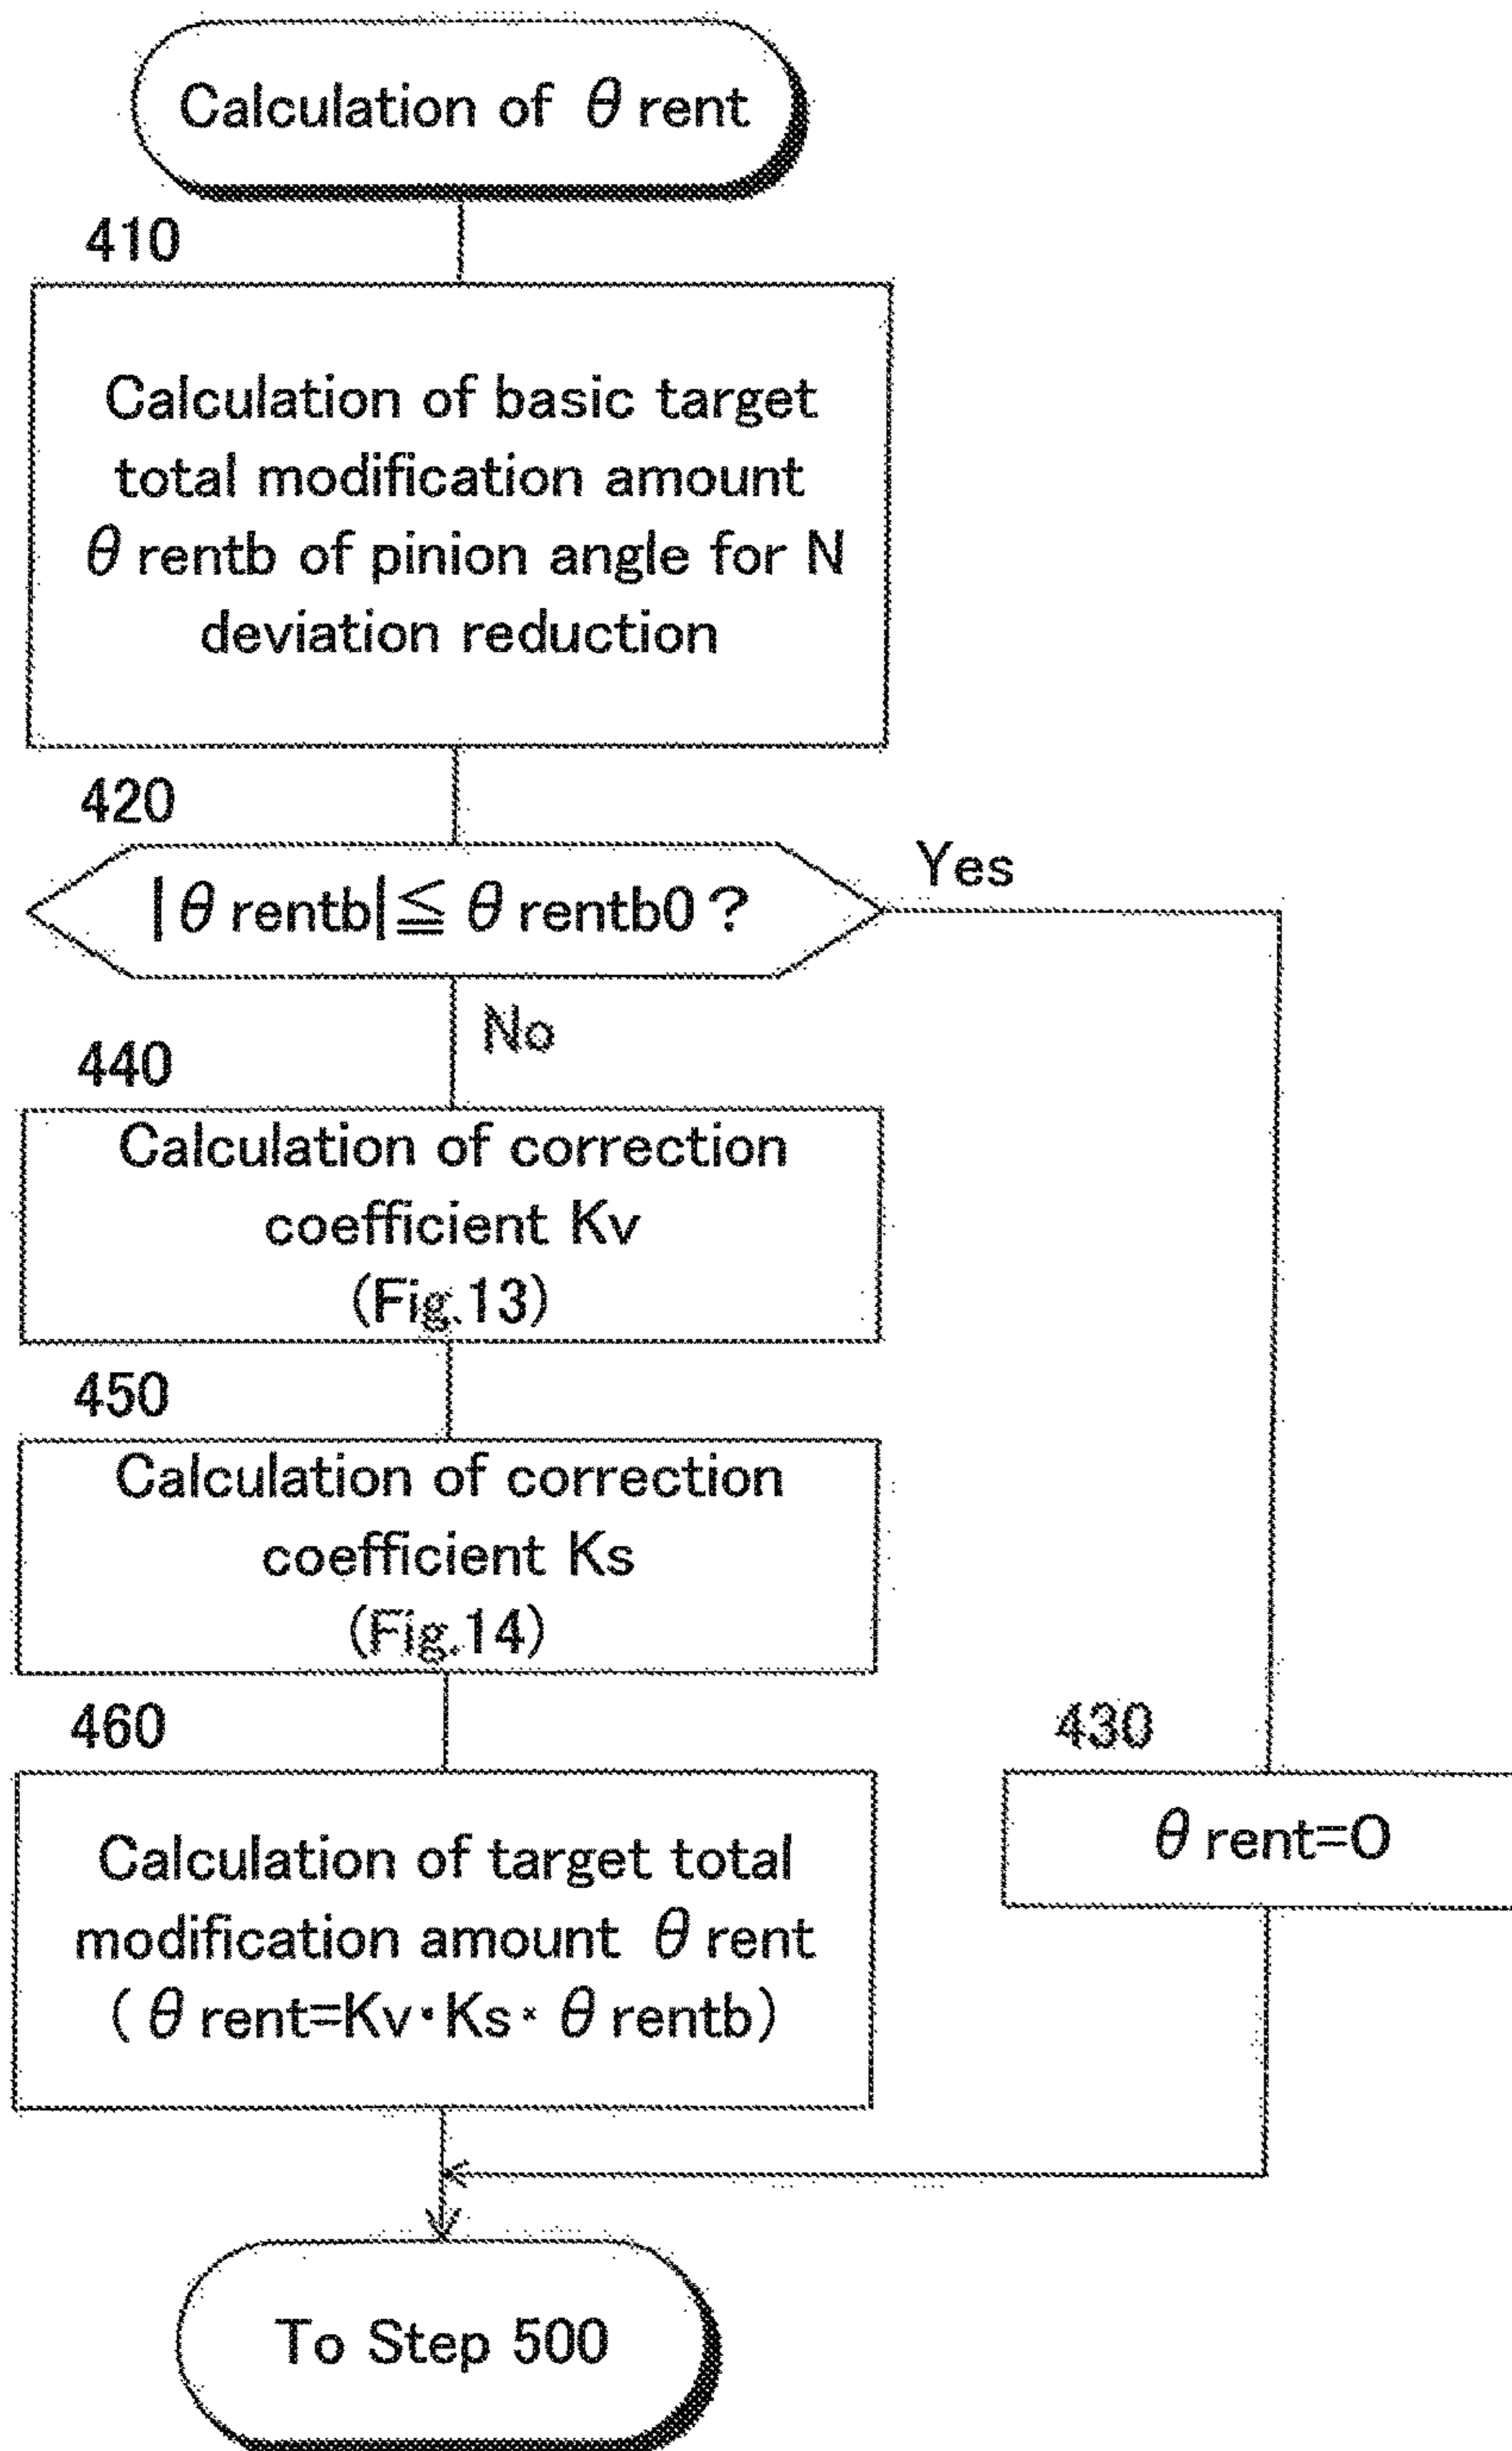 Calculation of θ rent
410
Calculation of basic target
total modification amount
θ rentb of pinion angle for N
deviation reduction
420
|θ rentb|≦ θ rentb0?
Yes
No
440
Calculation of correction
coefficient Kv
(Fig.13)
450
Calculation of correction
coefficient Ks
(Fig.14)
460
Calculation of target total
modification amount θ rent
( θ rent=Kv·Ks· θ rentb)
430
θ rent=O
To Step 500